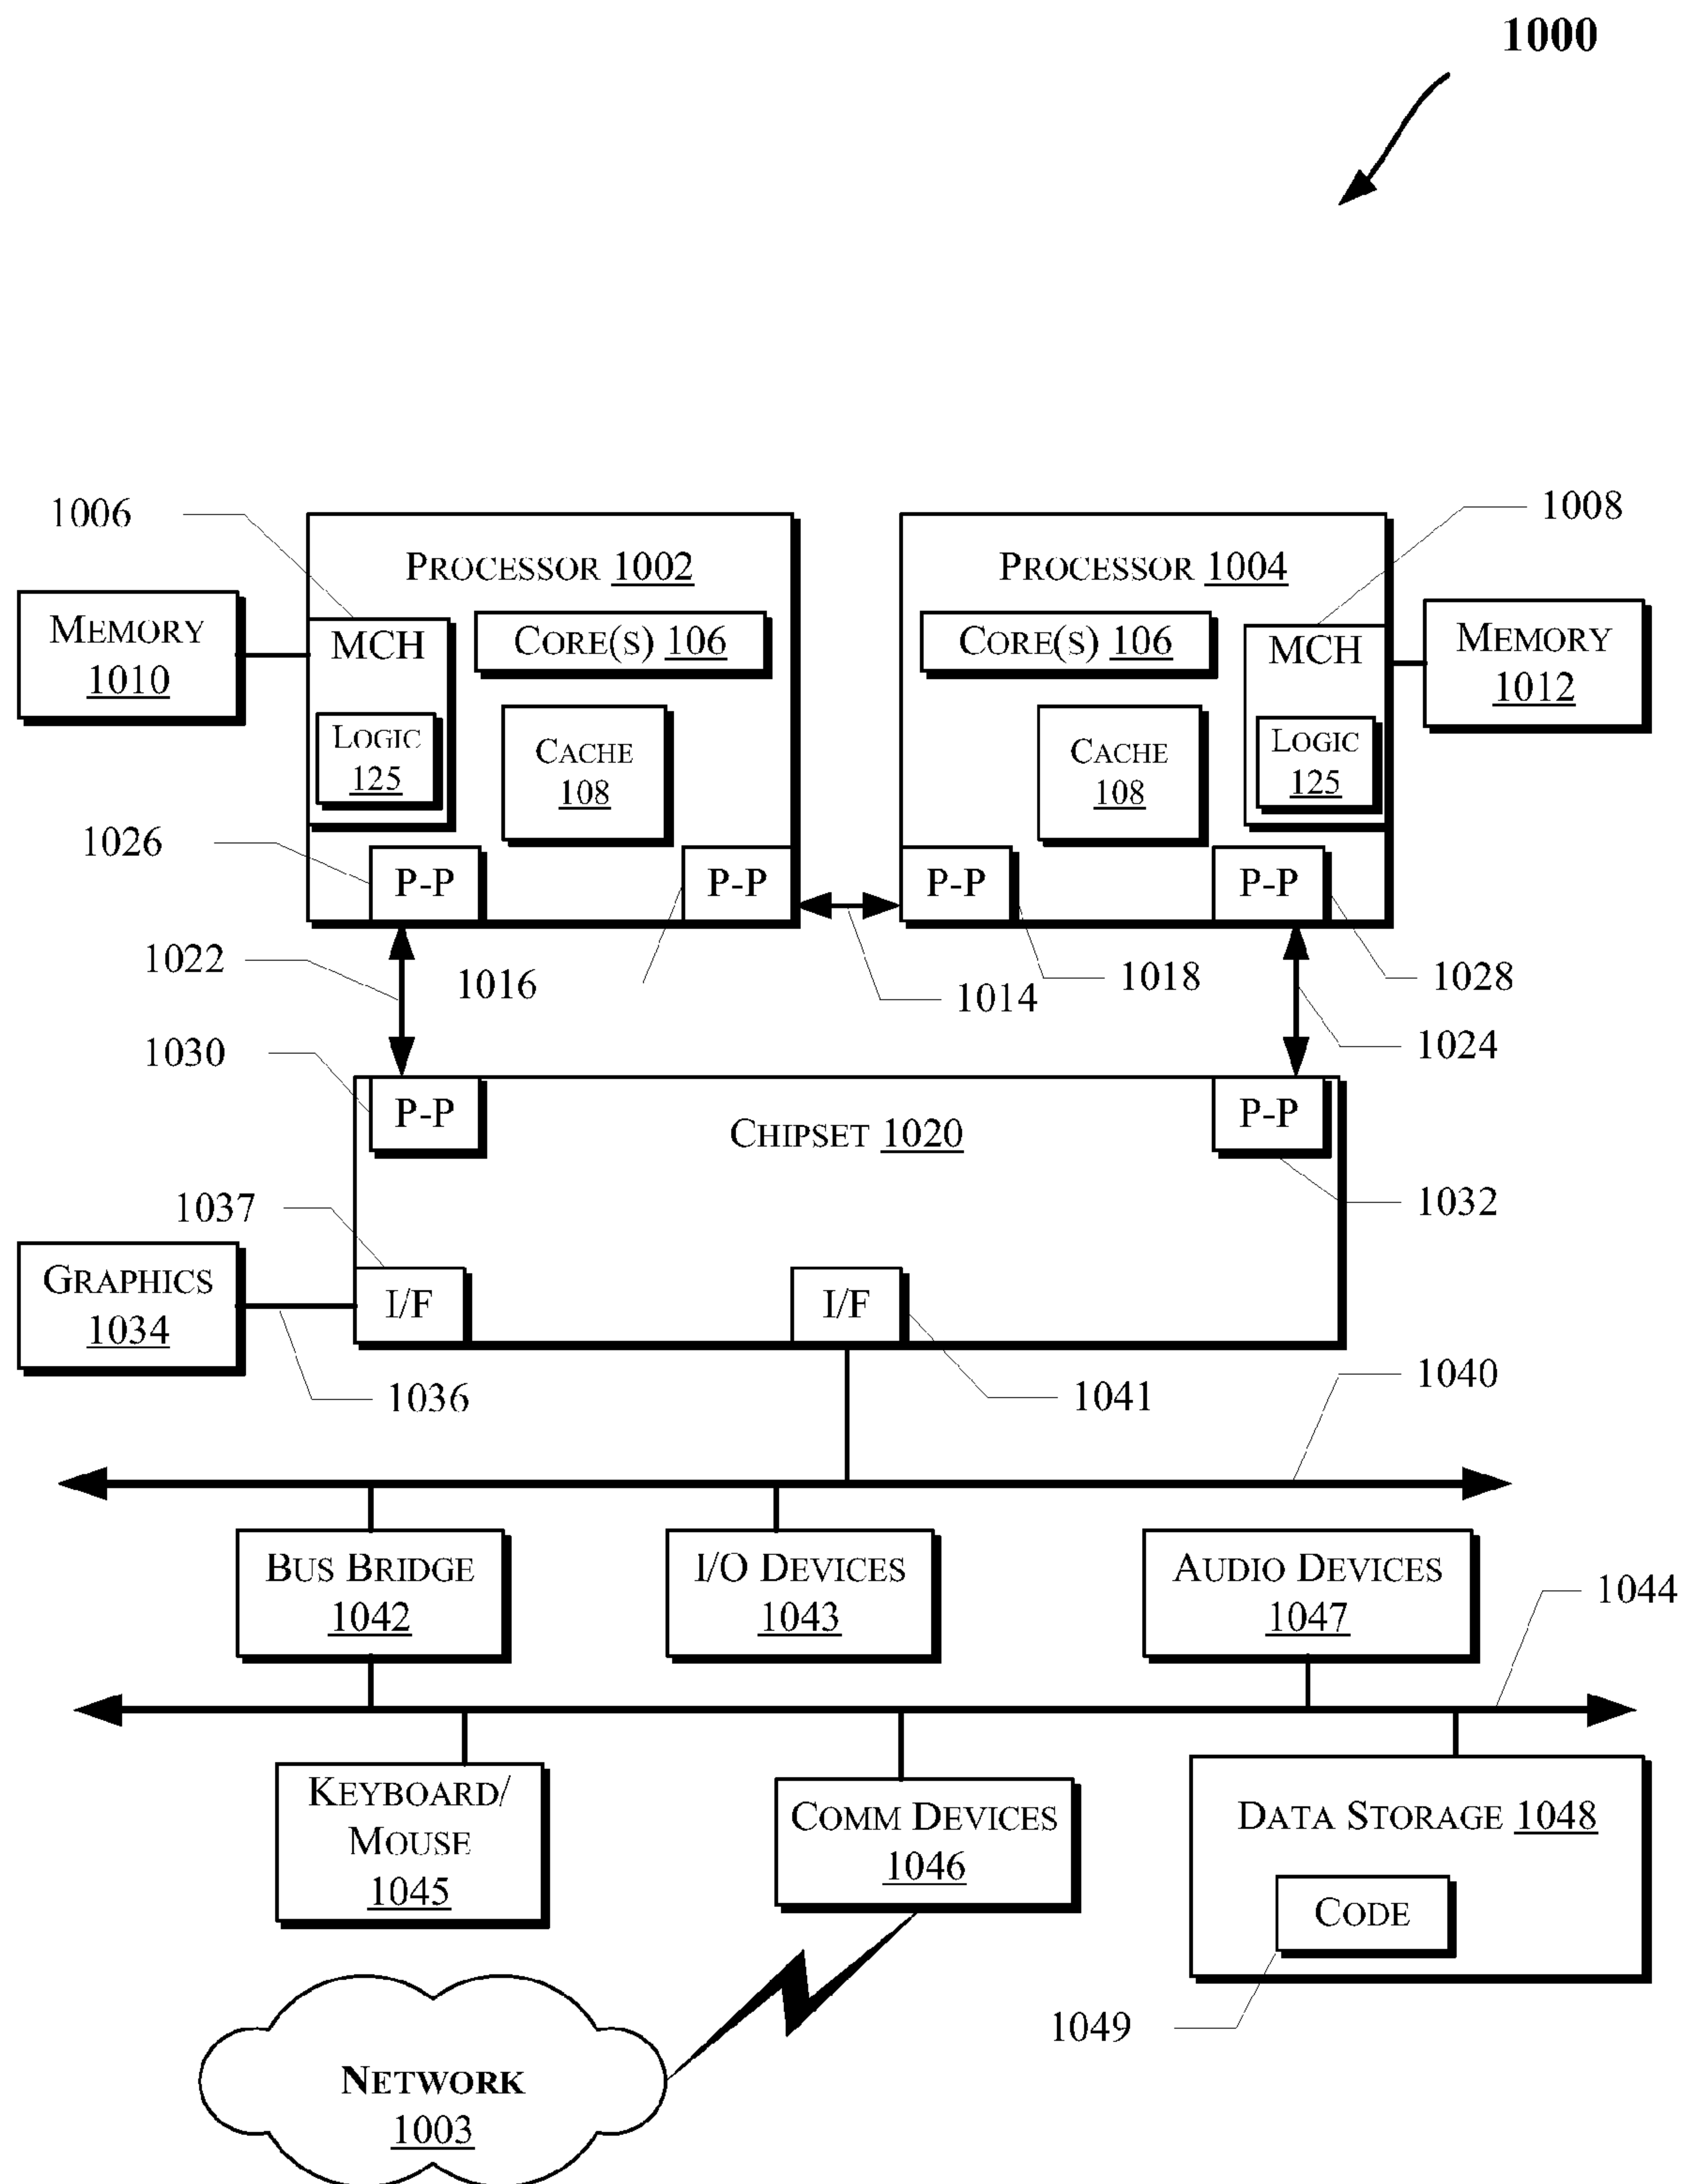 1000
1006
1008
PROCESSOR 1002
PROCESSOR 1004
MEMORY
1010
MCH
CORE(S) 106
CORE(S) 106
MCH
MEMORY
1012
LOGIC
125
CACHE
108
CACHE
108
LOGIC
125
1026
P-P
P-P
P-P
P-P
1022
1016
1014
1018
1028
1024
1030
P-P
CHIPSET 1020
P-P
1032
1037
GRAPHICS
1034
I/F
I/F
1036
1041
1040
BUS BRIDGE
1042
I/O DEVICES
1043
AUDIO DEVICES
1047
1044
KEYBOARD/
MOUSE
1045
COMM DEVICES
1046
DATA STORAGE 1048
CODE
1049
NETWORK
1003